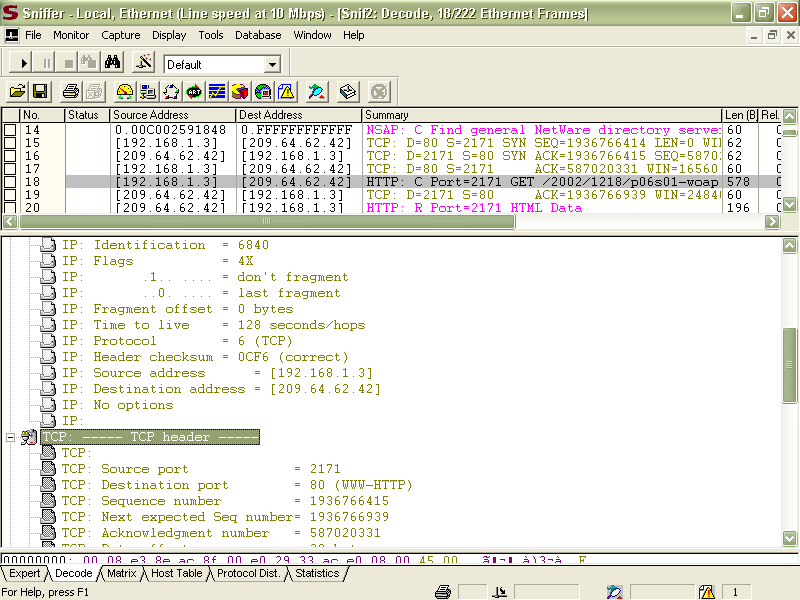 Sniffer - Local, Ethernet (Line speed at 10 Mbps) - [Snif2: Decode, 18/222 Ethernet Frames]
File Monitor Capture Display Tools Database Window Help
Default
No. Status Source Address Dest Address Summary Len (B Rel.
14 0.00C002591848 0.FFFFFFFFFFFF NSAP: C Find general NetWare directory serve 60
15 [192.168.1.3] [209.64.62.42] TCP: D=80 S=2171 SYN SEQ=1936766414 LEN=0 WI 62
16 [209.64.62.42] [192.168.1.3] TCP: D=2171 S=80 SYN ACK=1936766415 SEQ=5870 62
17 [192.168.1.3] [209.64.62.42] TCP: D=80 S=2171 ACK=587020331 WIN=16560 60
18 [192.168.1.3] [209.64.62.42] HTTP: C Port=2171 GET /2002/1218/p06s01-woap 578
19 [209.64.62.42] [192.168.1.3] TCP: D=2171 S=80 ACK=1936766939 WIN=2484 60
20 [209.64.62.42] [192.168.1.3] HTTP: R Port=2171 HTML Data 196
IP: Identification = 6840
IP: Flags = 4X
IP: .1.. .... = don't fragment
IP: ..0. .... = last fragment
IP: Fragment offset = 0 bytes
IP: Time to live = 128 seconds/hops
IP: Protocol = 6 (TCP)
IP: Header checksum = 0CF6 (correct)
IP: Source address = [192.168.1.3]
IP: Destination address = [209.64.62.42]
IP: No options
IP:
TCP: ----- TCP header -----
TCP:
TCP: Source port = 2171
TCP: Destination port = 80 (WWW-HTTP)
TCP: Sequence number = 1936766415
TCP: Next expected Seq number= 1936766939
TCP: Acknowledgment number = 587020331
00000000: 00 08 e3 8e ac 8f 00 e0 29 33 ac e0 08 00 45 00
Expert Decode Matrix Host Table Protocol Dist. Statistics
For Help, press F1 1